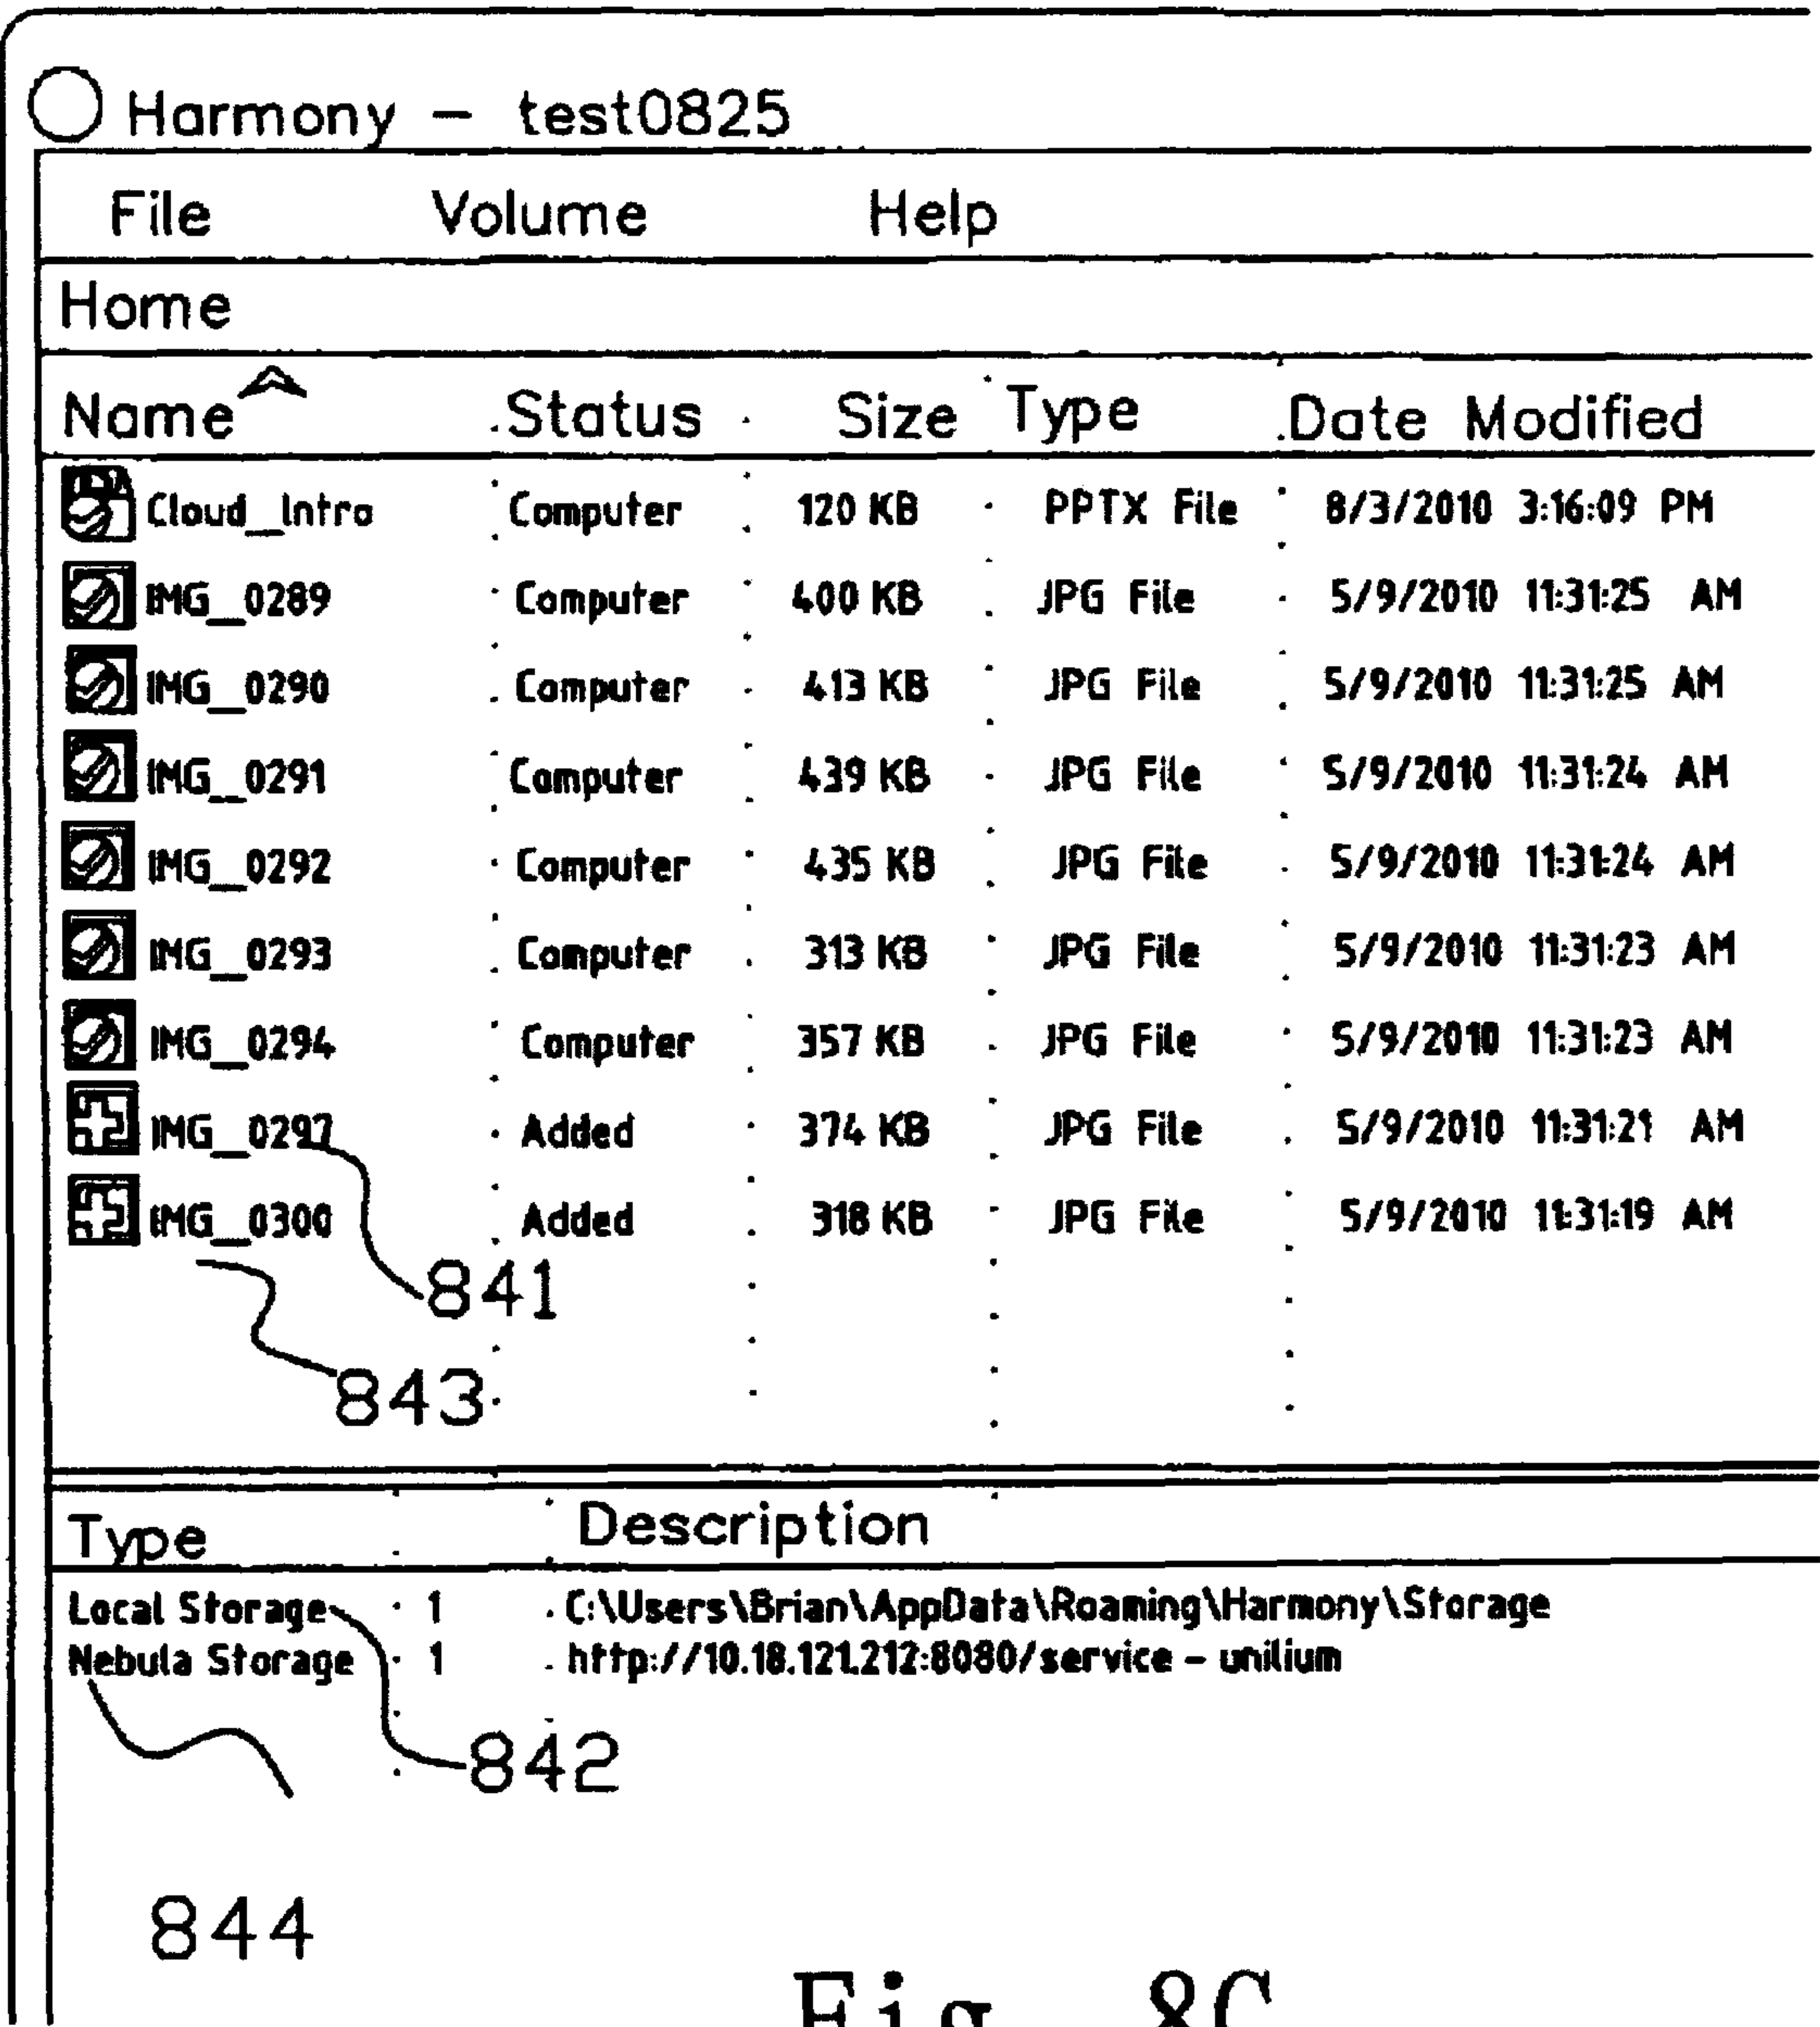 Harmony – test0825
File Volume Help
Home
Name Status Size Type Date Modified
Cloud_Intro Computer 120 KB PPTX File 8/3/2010 3:16:09 PM
IMG_0289 Computer 400 KB JPG File 5/9/2010 11:31:25 AM
IMG_0290 Computer 413 KB JPG File 5/9/2010 11:31:25 AM
IMG_0291 Computer 439 KB JPG File 5/9/2010 11:31:24 AM
IMG_0292 Computer 435 KB JPG File 5/9/2010 11:31:24 AM
IMG_0293 Computer 313 KB JPG File 5/9/2010 11:31:23 AM
IMG_0294 Computer 357 KB JPG File 5/9/2010 11:31:23 AM
IMG_0297 Added 374 KB JPG File 5/9/2010 11:31:21 AM
IMG_0300 Added 318 KB JPG File 5/9/2010 11:31:19 AM
841
843
Type Description
Local Storage 1 C:\Users\Brian\AppData\Roaming\Harmony\Storage
Nebula Storage 1 http://10.18.121.212:8080/service – unilium
842
844
Fig. 8C